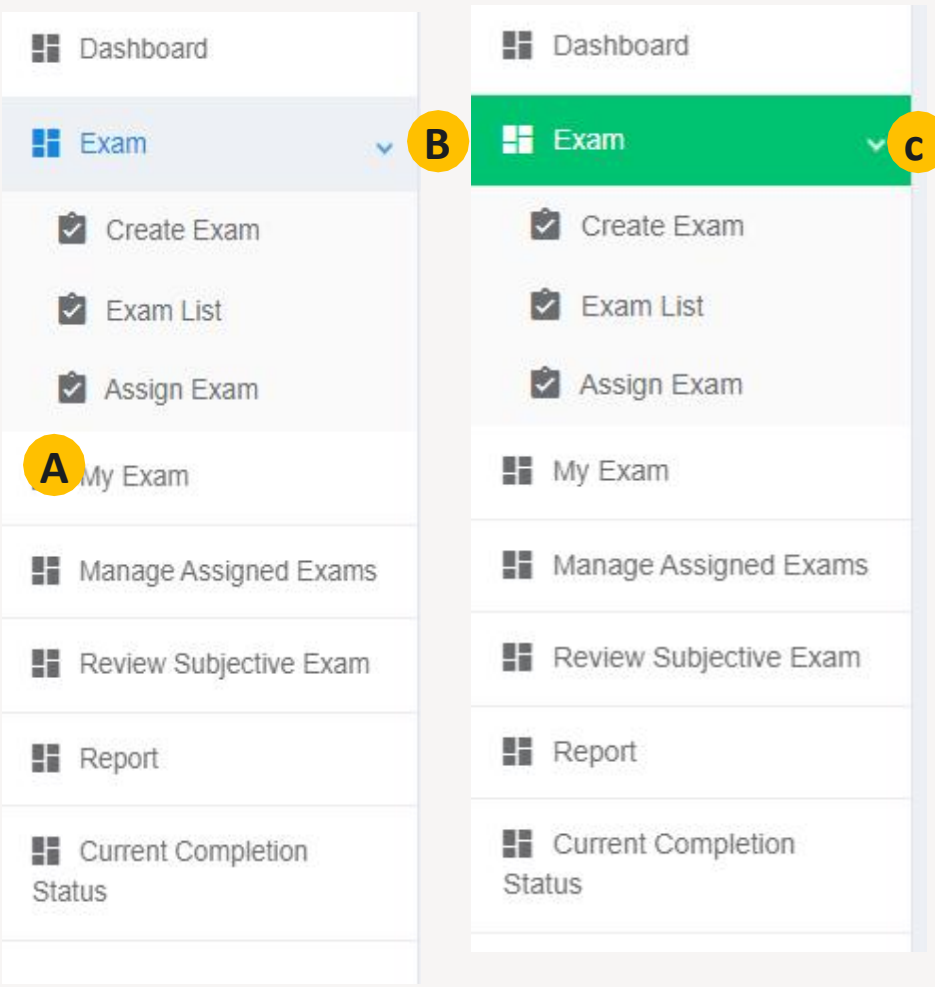 Dashboard
Exam
B
Create Exam
Exam List
Assign Exam
A
My Exam
Manage Assigned Exams
Review Subjective Exam
Report
Current Completion
Status
Dashboard
Exam
c
Create Exam
Exam List
Assign Exam
My Exam
Manage Assigned Exams
Review Subjective Exam
Report
Current Completion
Status